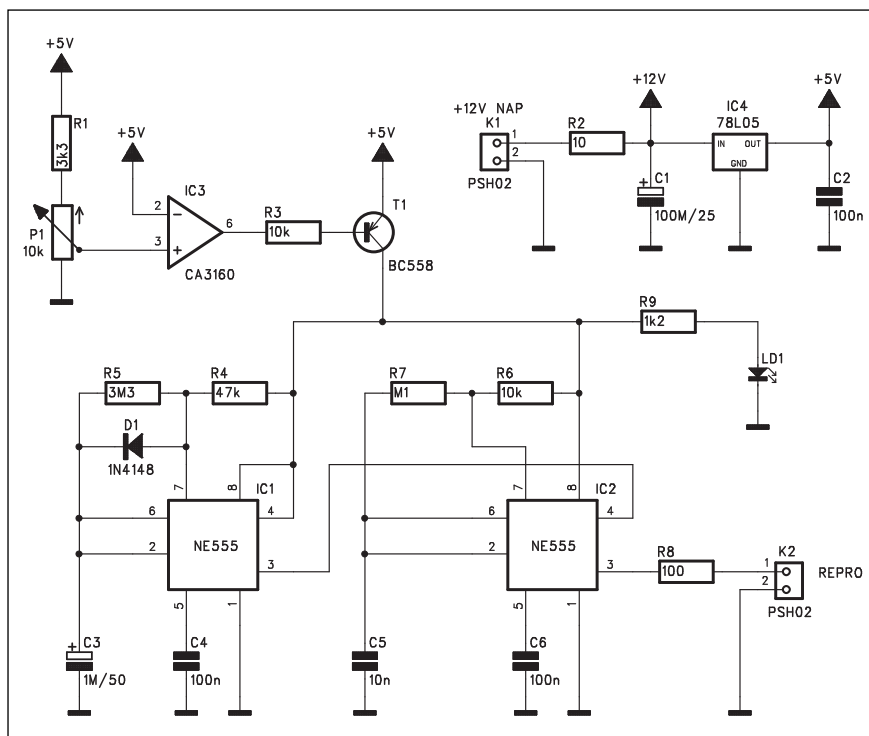 +5V
R1
3k3
P1
10k
+5V
IC3
2
3
6
CA3160
R3
10k
+5V
T1
BC558
+12V NAP
K1
1
2
PSH02
R2
10
+12V
C1
+
100M/25
IC4
78L05
IN OUT
GND
+5V
C2
100n
R9
1k2
LD1
R5
3M3
R4
47k
D1
1N4148
7
8
IC1
6
4
2
NE555
3
5
1
C3
+
1M/50
C4
100n
R7
M1
R6
10k
7
8
IC2
6
4
2
NE555
3
5
1
C5
10n
C6
100n
R8
100
K2
1
2
REPRO
PSH02